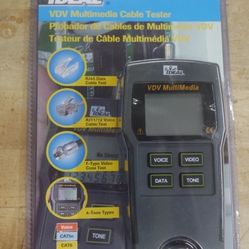 IDEAL
VDV Multimedia Cable Tester
Probador de Cables de Multimedia VDV
Testeur de Câble Multimédia VDV
RJ45 Data
Cable Test
RJ11/12 Voice
Cable Test
F-Type Video
Coax Test
4-Tone Types
Voice
CAT5e
CAT6
TONE
IDEAL
VDV MultiMedia
VOICE
VIDEO
DATA
TONE